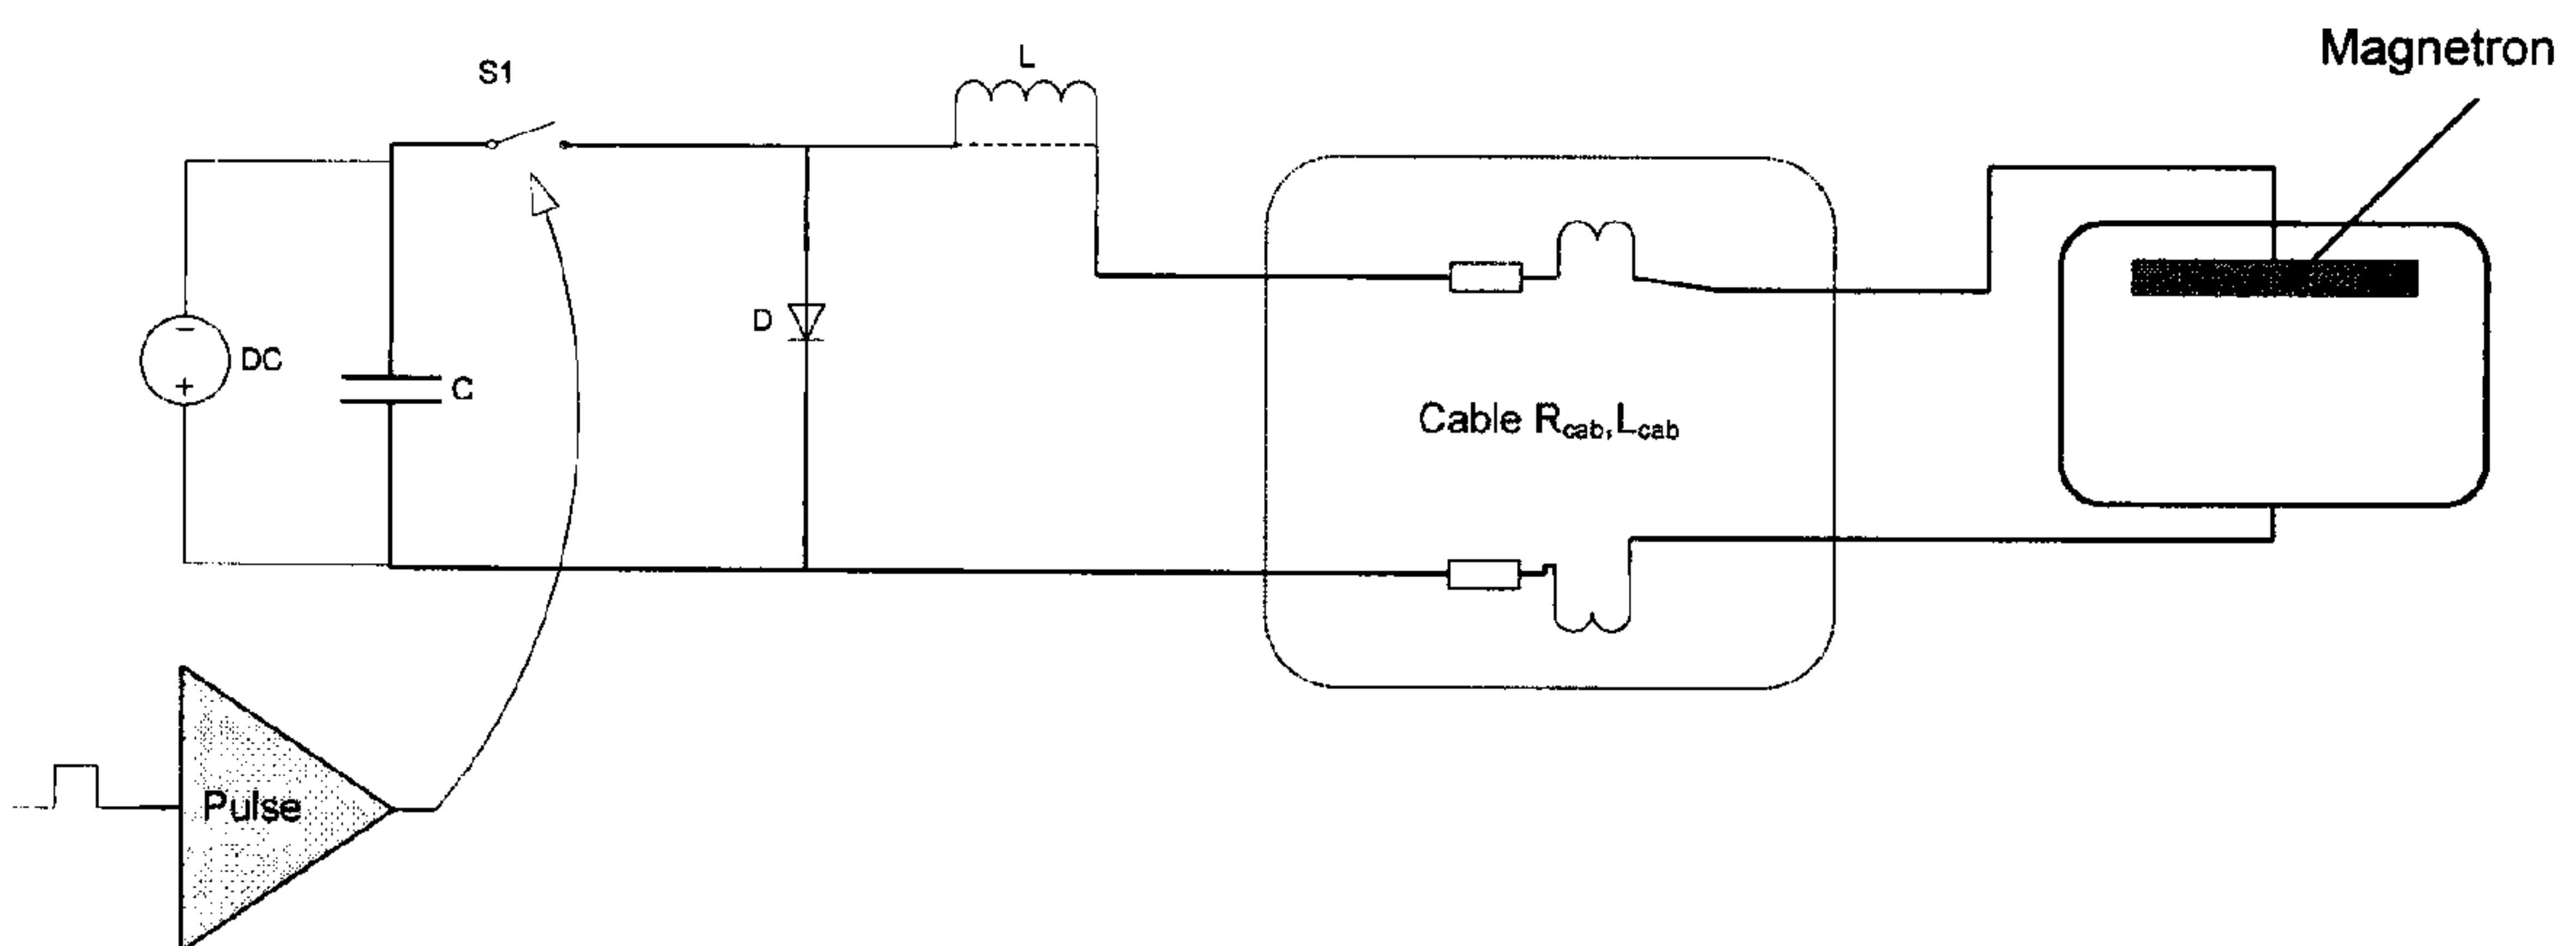 Magnetron
L
S1
−
DC
+
C
D
Cable Rcab,Lcab
Pulse